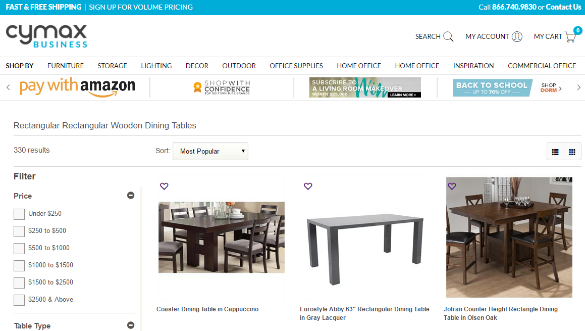 FAST & FREE SHIPPING | SIGN UP FOR VOLUME PRICING
Call 866.740.9830 or Contact Us
cymax
BUSINESS
SEARCH
MY ACCOUNT
MY CART
0
SHOP BY FURNITURE STORAGE LIGHTING DECOR OUTDOOR OFFICE SUPPLIES HOME OFFICE HOME OFFICE INSPIRATION COMMERCIAL OFFICE
pay with amazon
SHOP WITH
CONFIDENCE
SUBSCRIBE TO
A LIVING ROOM MAKEOVER
Win
LEARN MORE
BACK TO SCHOOL
UP TO 70% OFF
SHOP
DORM
Rectangular Rectangular Wooden Dining Tables
330 results
Sort: Most Popular
Filter
Price
Under $250
$250 to $500
$500 to $1000
$1000 to $1500
$1500 to $2500
$2500 & Above
Table Type
Coaster Dining Table in Cappuccino
Eurostyle Abby 63" Rectangular Dining Table
in Gray Lacquer
Jofran Counter Height Rectangle Dining
Table in Olsen Oak